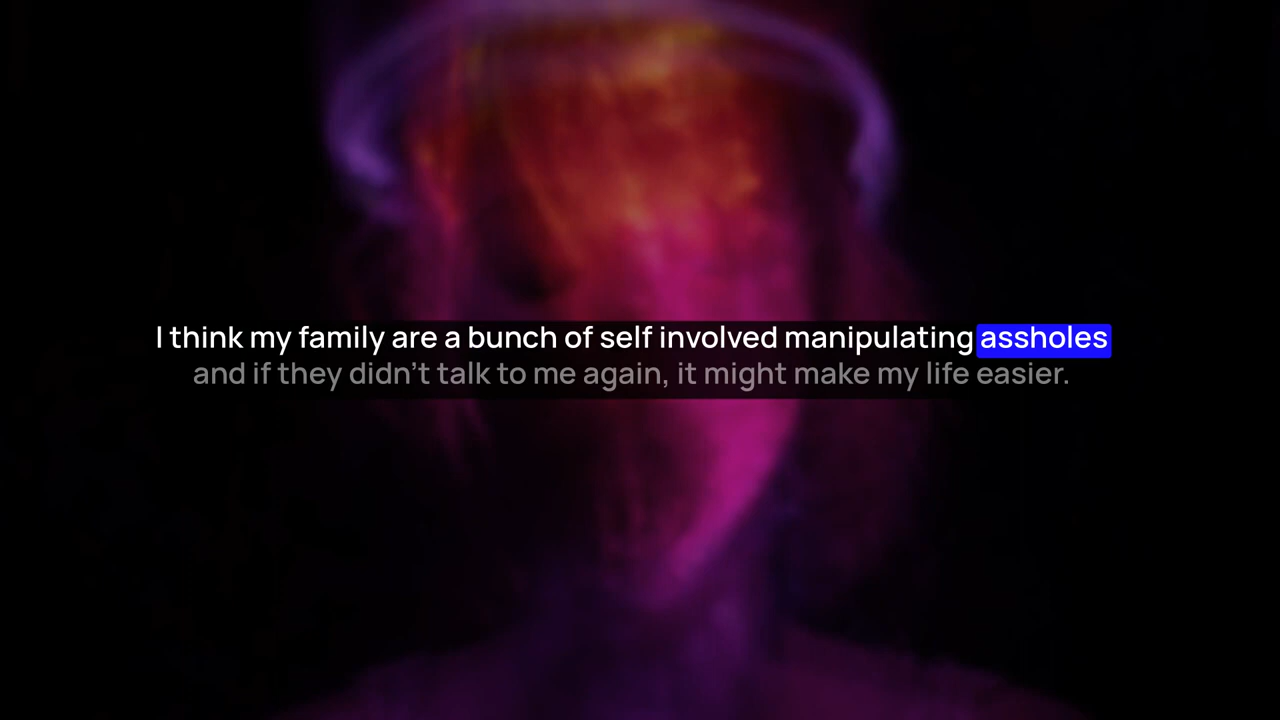 I think my family are a bunch of self involved manipulating assholes
and if they didn't talk to me again, it might make my life easier.